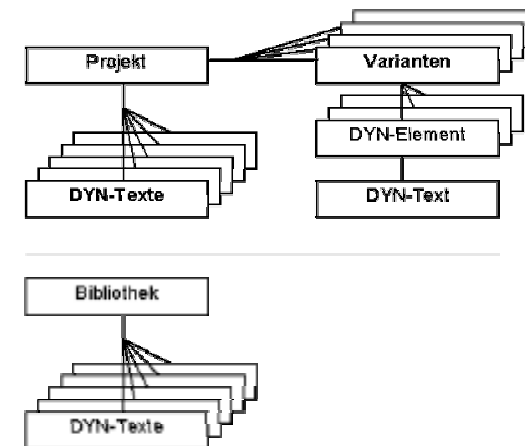 Projekt
Varianten
DYN-Element
DYN-Texte
DYN-Text
Bibliothek
DYN-Texte